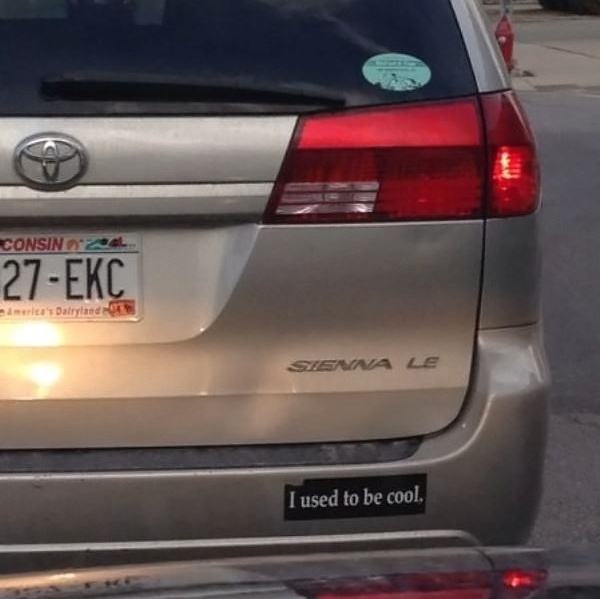 CONSIN
27-EKC
America's Dairyland
SIENNA LE
I used to be cool,